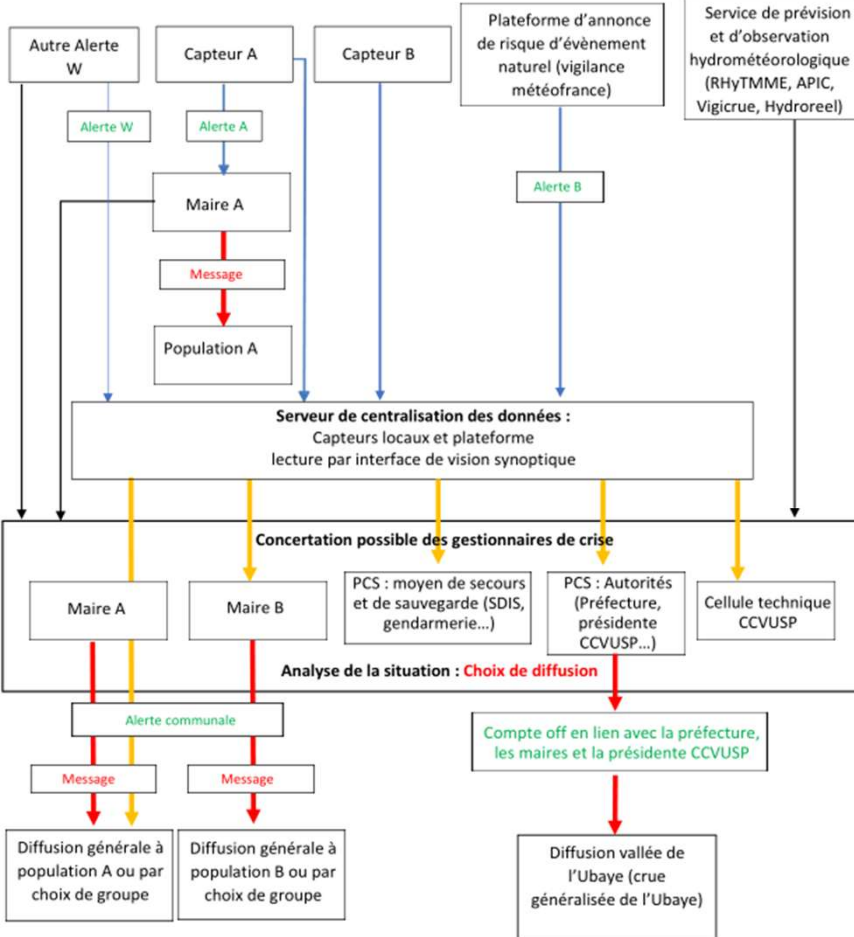 Autre Alerte
W
Capteur A
Capteur B
Plateforme d'annonce
de risque d'évènement
naturel (vigilance
météofrance)
Service de prévision
et d'observation
hydrométéorologique
(RHyTMME, APIC,
Vigicrue, Hydroreel)
Alerte W
Alerte A
Alerte B
Maire A
Message
Population A
Serveur de centralisation des données :
Capteurs locaux et plateforme
lecture par interface de vision synoptique
Concertation possible des gestionnaires de crise
Maire A
Maire B
PCS : moyen de secours
et de sauvegarde (SDIS,
gendarmerie...)
PCS : Autorités
(Préfecture,
présidente
CCVUSP...)
Cellule technique
CCVUSP
Analyse de la situation : Choix de diffusion
Alerte communale
Compte off en lien avec la préfecture,
les maires et la présidente CCVUSP
Message
Message
Diffusion générale à
population A ou par
choix de groupe
Diffusion générale à
population B ou par
choix de groupe
Diffusion vallée de
l'Ubaye (crue
généralisée de l'Ubaye)